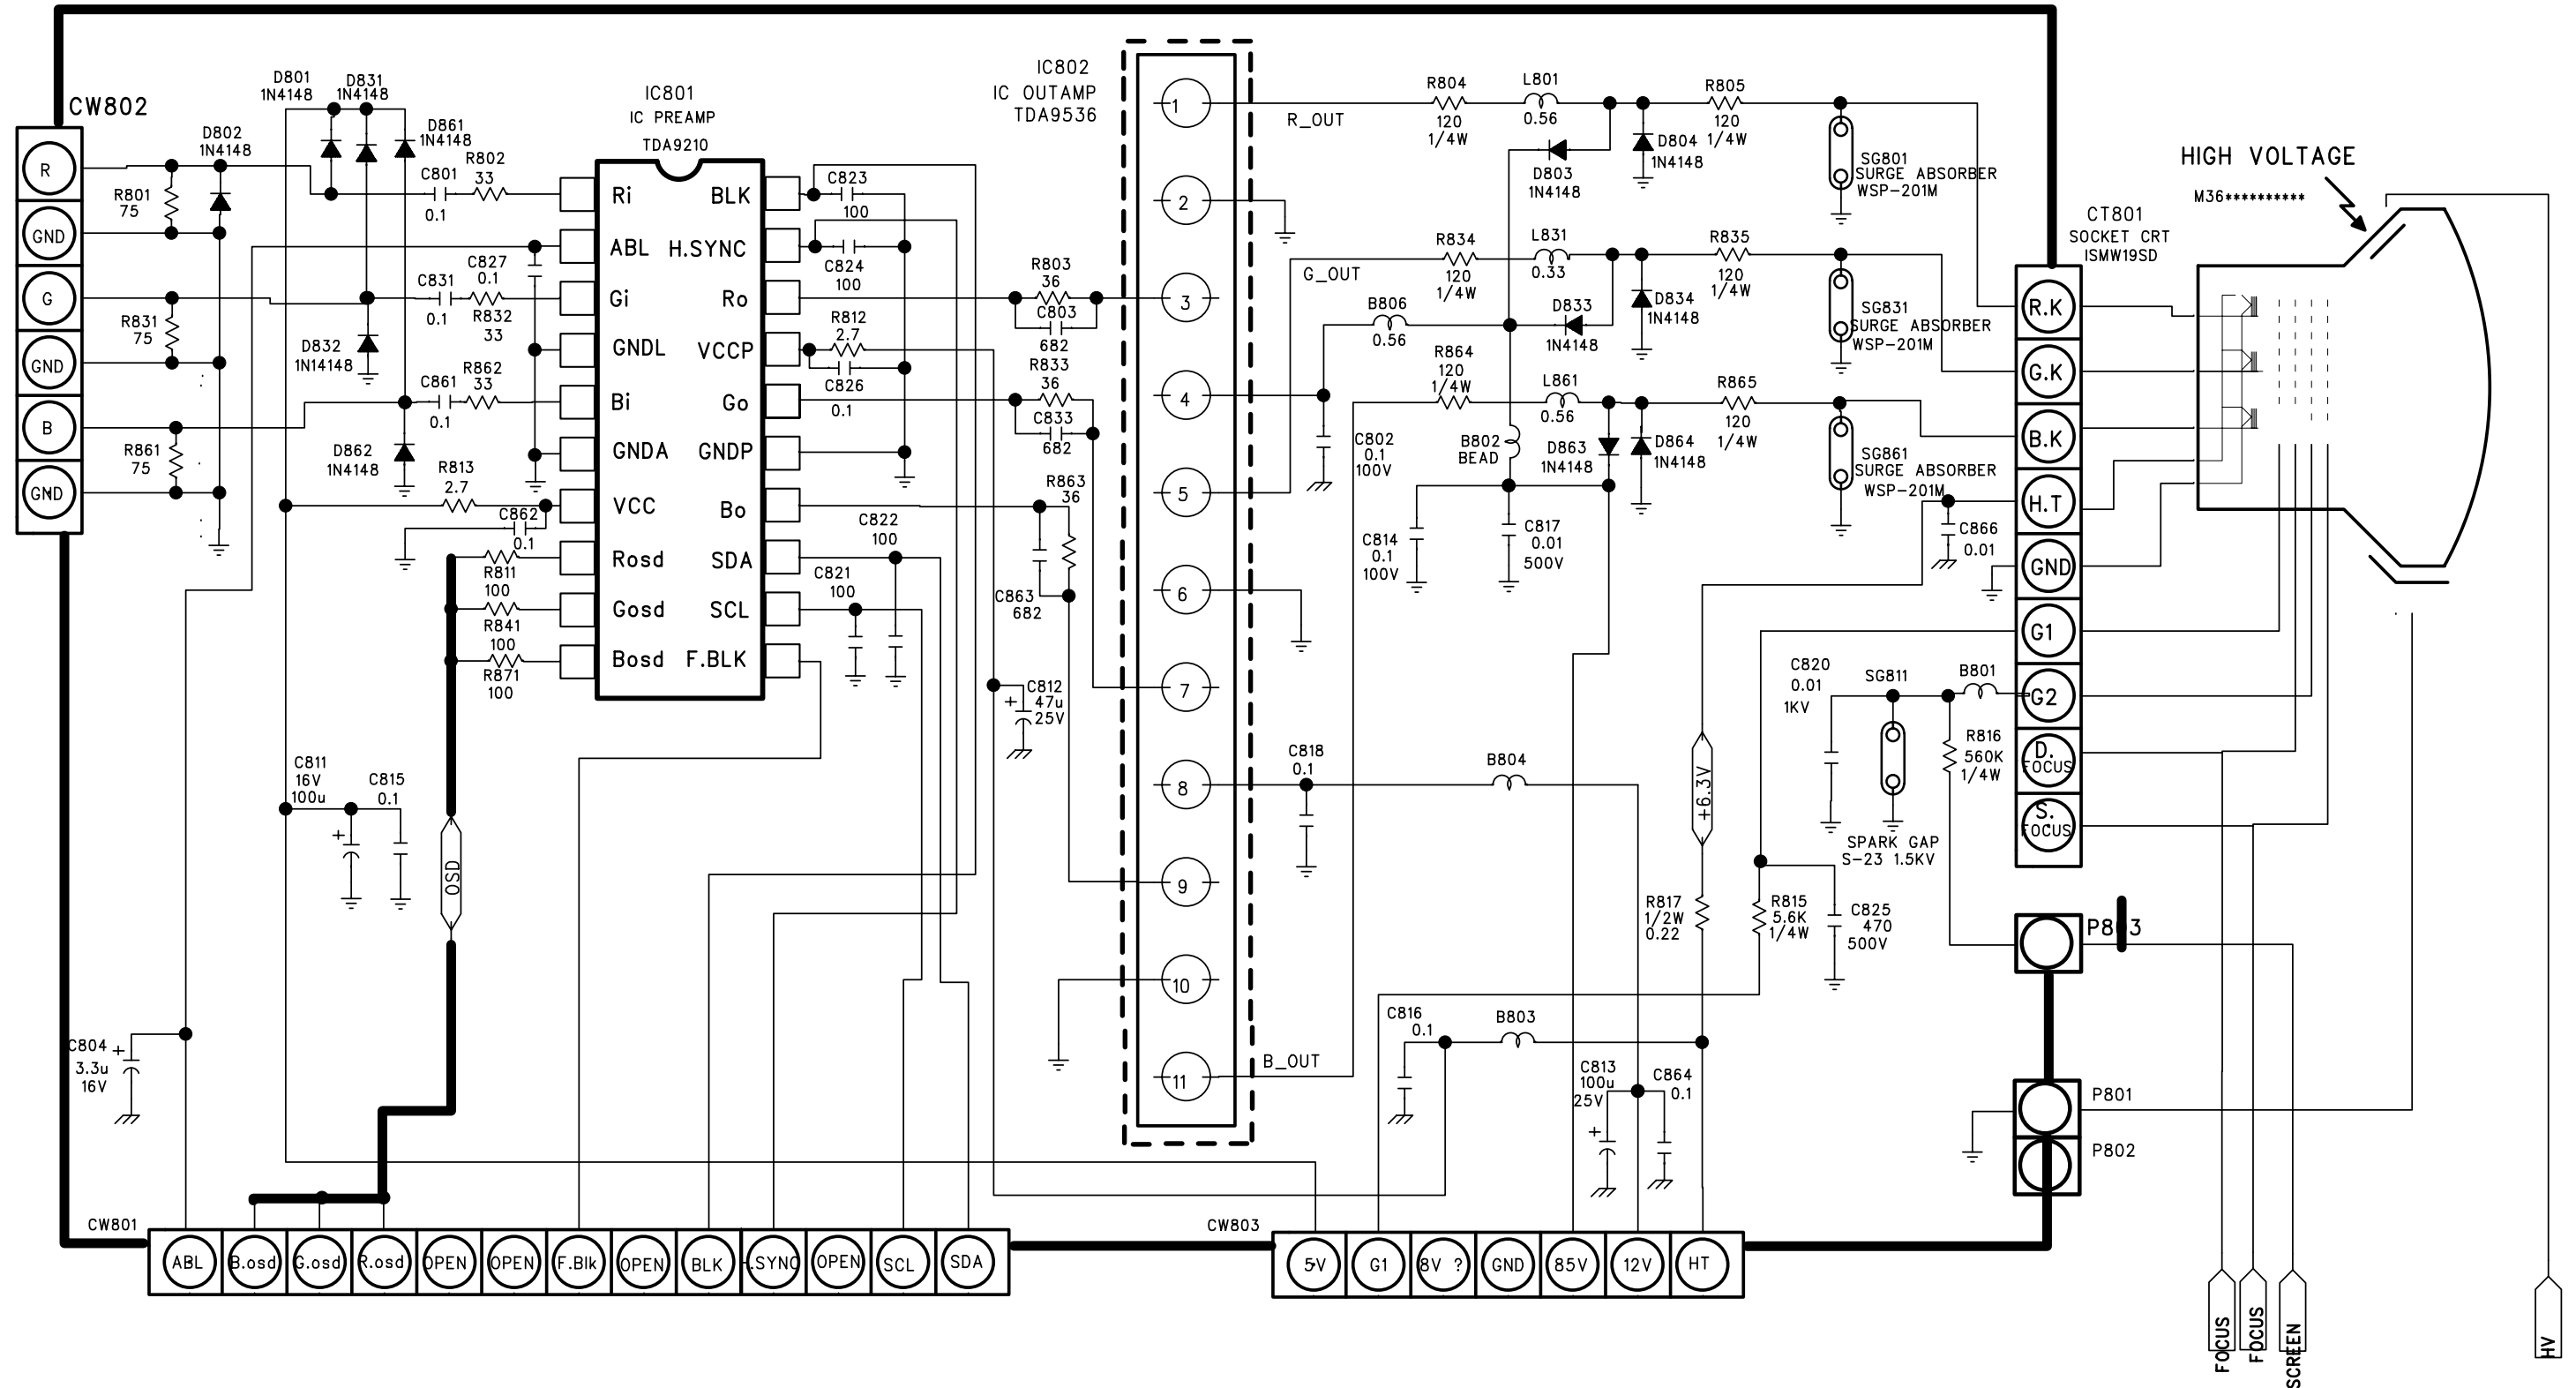 CW802
R
GND
G
GND
B
GND
R801
75
D802
1N4148
R831
75
R861
75
D801
1N4148
D831
1N4148
D861
1N4148
C801
0.1
R802
33
C827
0.1
C831
0.1
R832
33
D832
1N14148
C861
0.1
R862
33
D862
1N4148
R813
2.7
C862
0.1
R811
100
R841
100
R871
100
IC801
IC PREAMP
TDA9210
Ri
ABL
Gi
GNDL
Bi
GNDA
VCC
Rosd
Gosd
Bosd
BLK
H.SYNC
Ro
VCCP
Go
GNDP
Bo
SDA
SCL
F.BLK
C823
100
C824
100
R812
2.7
C826
0.1
R803
36
C803
682
R833
36
C833
682
R863
36
C863
682
C822
100
C821
100
C812
47u
25V
+
C811
16V
100u
+
C815
0.1
OSD
C804
3.3u
16V
+
IC802
IC OUTAMP
TDA9536
1
2
3
4
5
6
7
8
9
10
11
R_OUT
G_OUT
B_OUT
R804
120
1/4W
L801
0.56
D803
1N4148
D804
1N4148
R805
120
1/4W
SG801
SURGE ABSORBER
WSP-201M
R834
120
1/4W
L831
0.33
B806
0.56
D833
1N4148
D834
1N4148
R835
120
1/4W
SG831
SURGE ABSORBER
WSP-201M
R864
120
1/4W
L861
0.56
B802
BEAD
D863
1N4148
D864
1N4148
R865
120
1/4W
SG861
SURGE ABSORBER
WSP-201M
C802
0.1
100V
C814
0.1
100V
C817
0.01
500V
C818
0.1
B804
+6.3V
R817
1/2W
0.22
R815
5.6K
1/4W
C825
470
500V
C816
0.1
B803
C813
100u
25V
+
C864
0.1
C866
0.01
C820
0.01
1KV
SG811
SPARK GAP
S-23 1.5KV
B801
R816
560K
1/4W
CT801
SOCKET CRT
ISMW19SD
R.K
G.K
B.K
H.T
GND
G1
G2
D.
FOCUS
S.
FOCUS
HIGH VOLTAGE
M36**********
P803
P801
P802
CW801
ABL
B.osd
G.osd
R.osd
OPEN
OPEN
F.Blk
OPEN
BLK
H.SYNC
OPEN
SCL
SDA
CW803
5V
G1
8V ?
GND
85V
12V
HT
FOCUS
FOCUS
SCREEN
HV